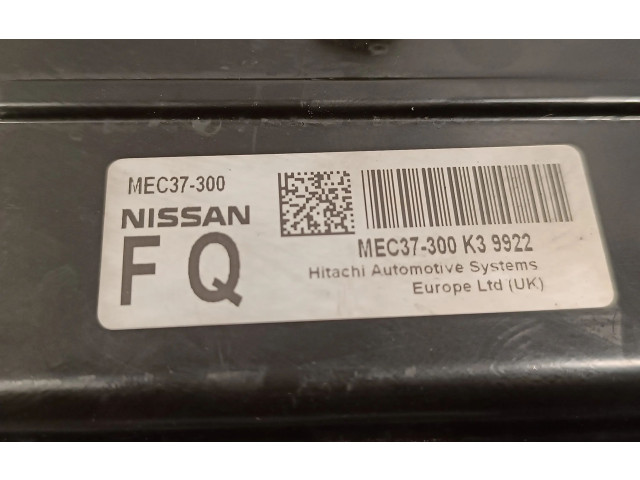 MEC37-300
NISSAN
F Q
MEC37-300 K3 9922
Hitachi Automotive Systems
Europe Ltd (UK)